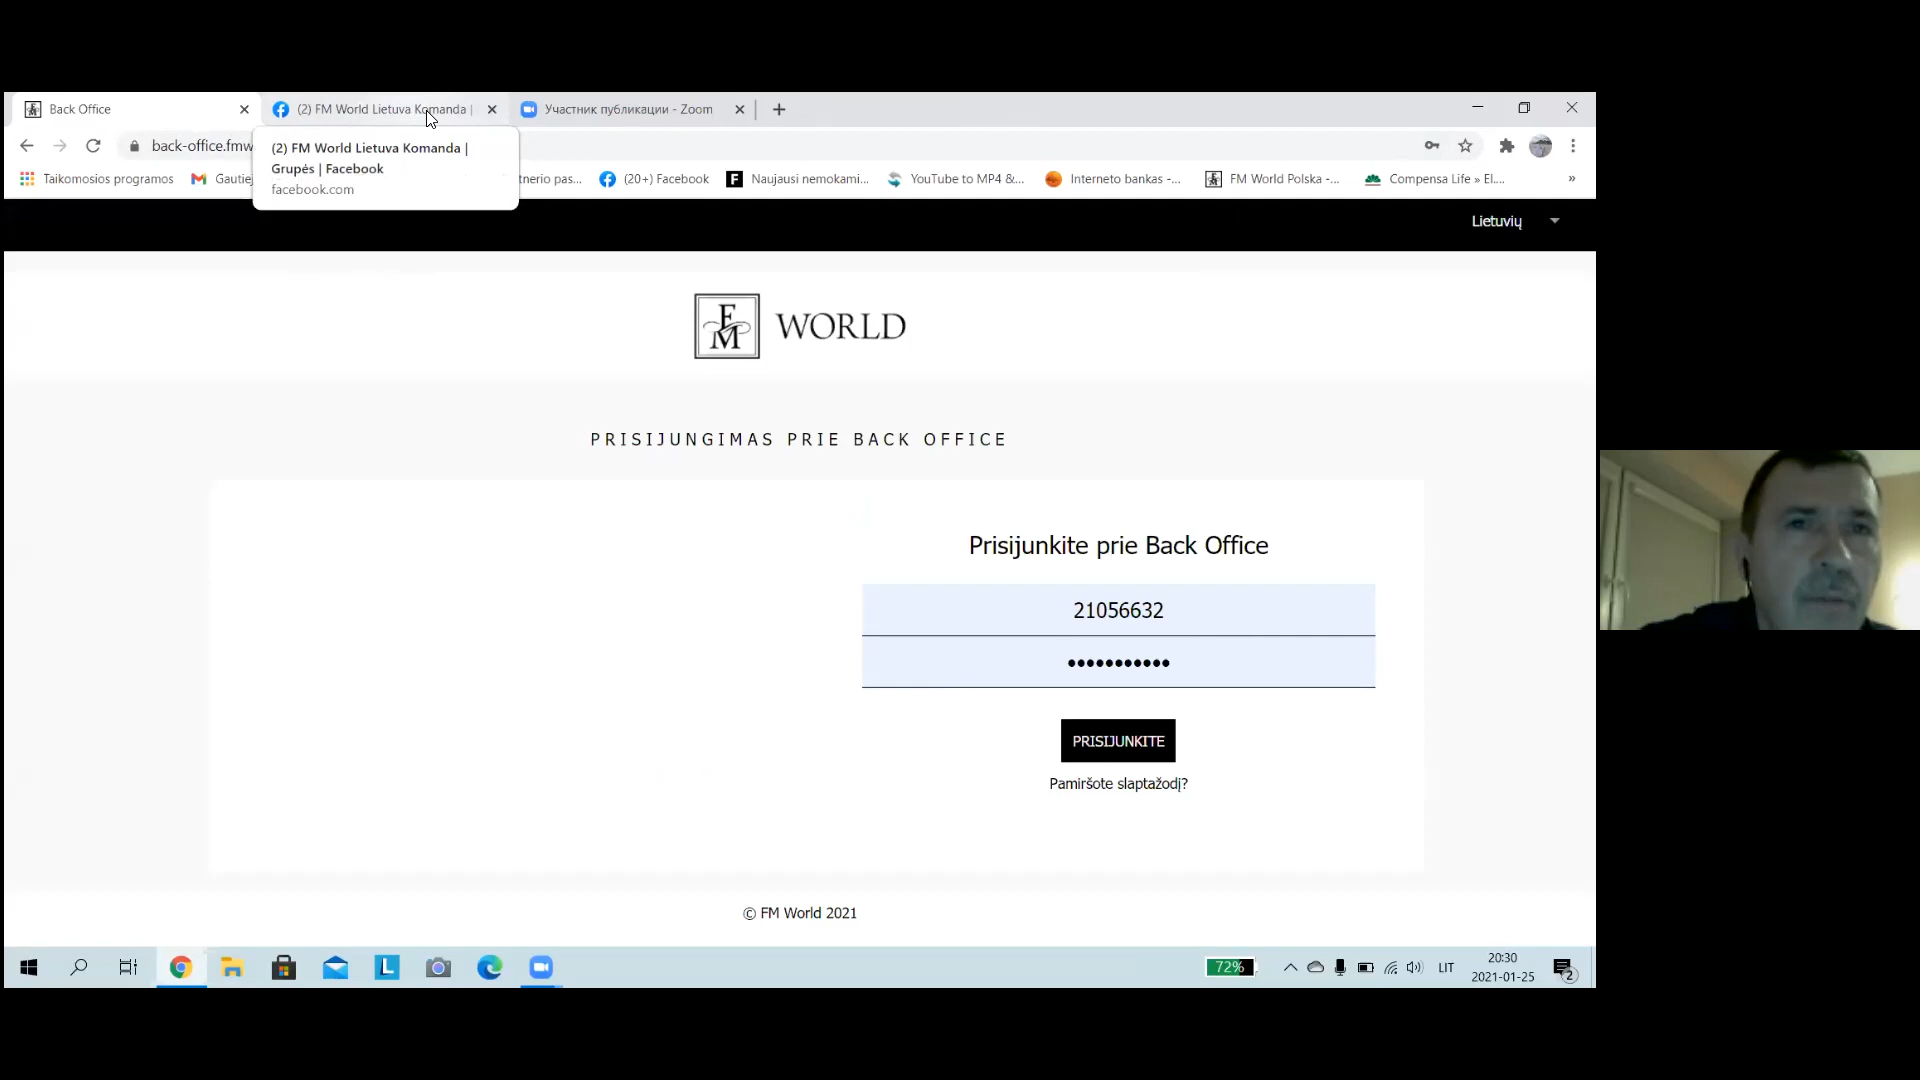 Back Office
(2) FM World Lietuva Komanda |
Участник публикации - Zoom
back-office.fmw
(2) FM World Lietuva Komanda |
Grupės | Facebook
facebook.com
Taikomosios programos
Gautiej
tnerio pas...
(20+) Facebook
Naujausi nemokami...
YouTube to MP4 &...
Interneto bankas -...
FM World Polska -...
Compensa Life » El....
»
Lietuvių
FM WORLD
PRISIJUNGIMAS PRIE BACK OFFICE
Prisijunkite prie Back Office
21056632
•••••••••••
PRISIJUNKITE
Pamiršote slaptažodį?
© FM World 2021
72%
LIT
20:30
2021-01-25
2